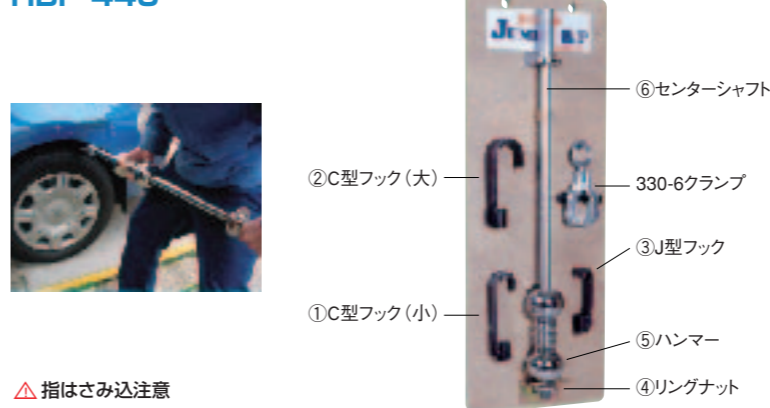 ⑥センターシャフト
②C型フック（大）
330-6クランプ
③J型フック
①C型フック（小）
⑤ハンマー
④リングナット
⚠ 指はさみ込注意